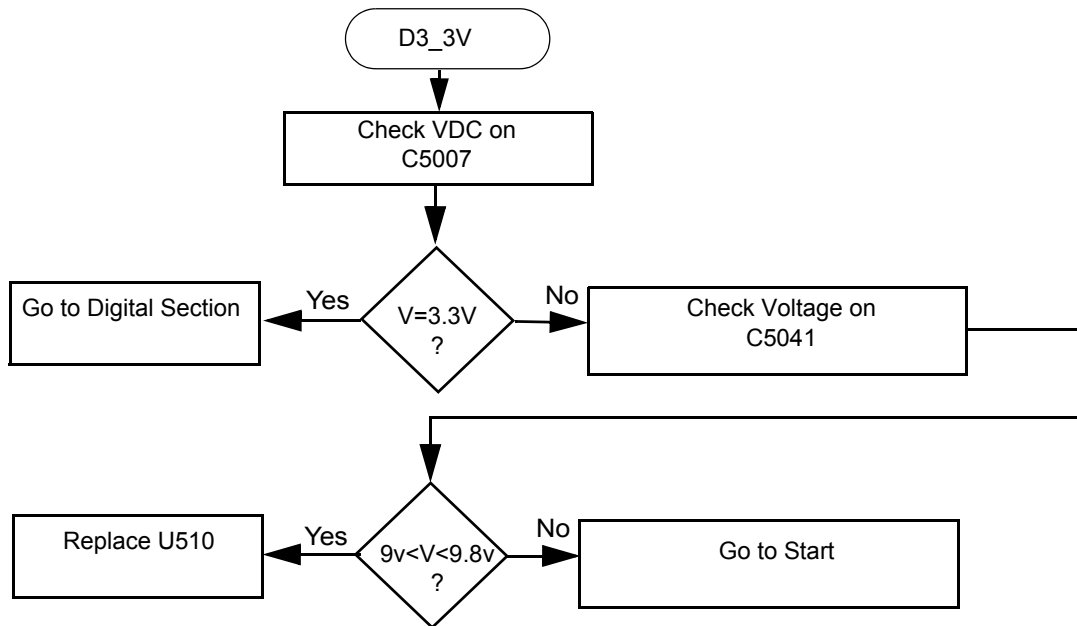 D3_3V
Check VDC on
C5007
Go to Digital Section
Yes
V=3.3V
?
No
Check Voltage on
C5041
Replace U510
Yes
9v<V<9.8v
?
No
Go to Start